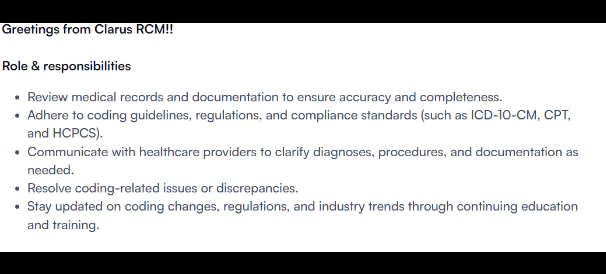 Greetings from Clarus RCM!!
Role & responsibilities
• Review medical records and documentation to ensure accuracy and completeness.
• Adhere to coding guidelines, regulations, and compliance standards (such as ICD-10-CM, CPT,
and HCPCS).
• Communicate with healthcare providers to clarify diagnoses, procedures, and documentation as
needed.
• Resolve coding-related issues or discrepancies.
• Stay updated on coding changes, regulations, and industry trends through continuing education
and training.